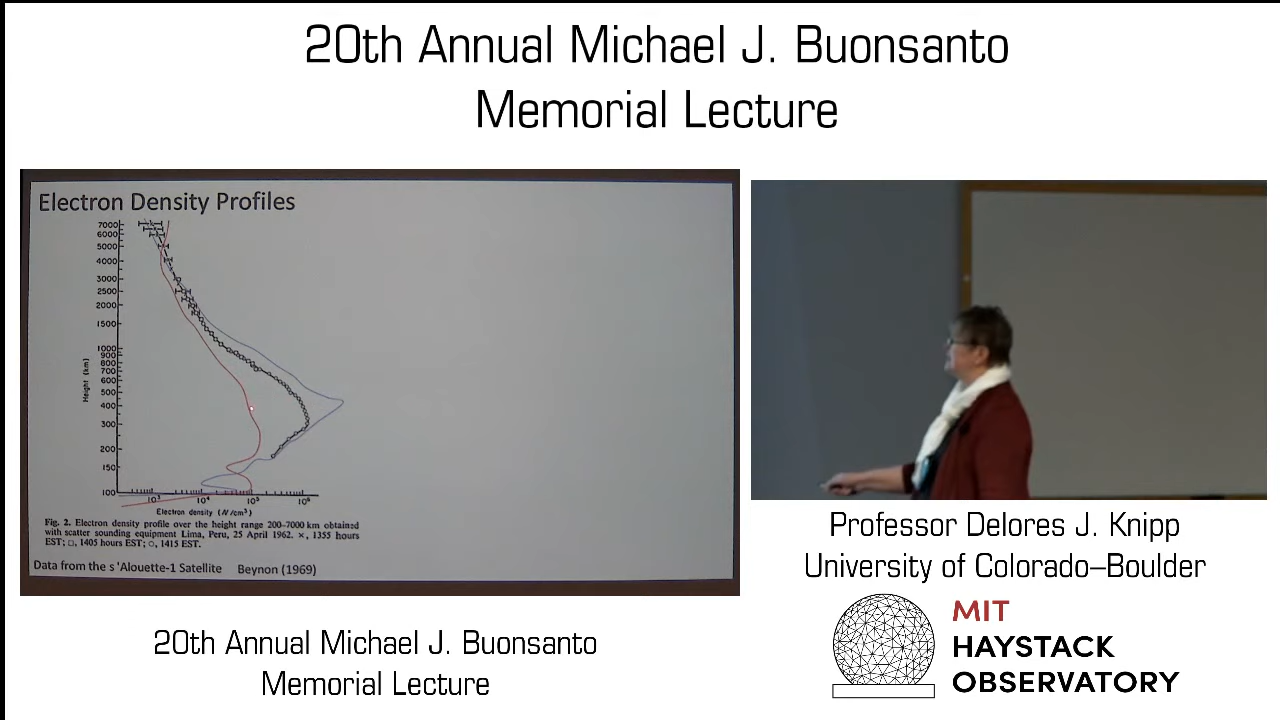 20th Annual Michael J. Buonsanto
Memorial Lecture
Electron Density Profiles
7000
6000
5000
4000
3000
2500
2000
1500
1000
900
800
700
600
500
400
300
200
150
100
Height (km)
10³ 10⁴ 10⁵ 10⁶
Electron density (N/cm³)
Fig. 2. Electron density profile over the height range 200–7000 km obtained
with scatter sounding equipment Lima, Peru, 25 April 1962. ×, 1355 hours
EST; □, 1405 hours EST; ○, 1415 EST.
Data from the s 'Alouette-1 Satellite Beynon (1969)
Professor Delores J. Knipp
University of Colorado–Boulder
20th Annual Michael J. Buonsanto
Memorial Lecture
MIT
HAYSTACK
OBSERVATORY